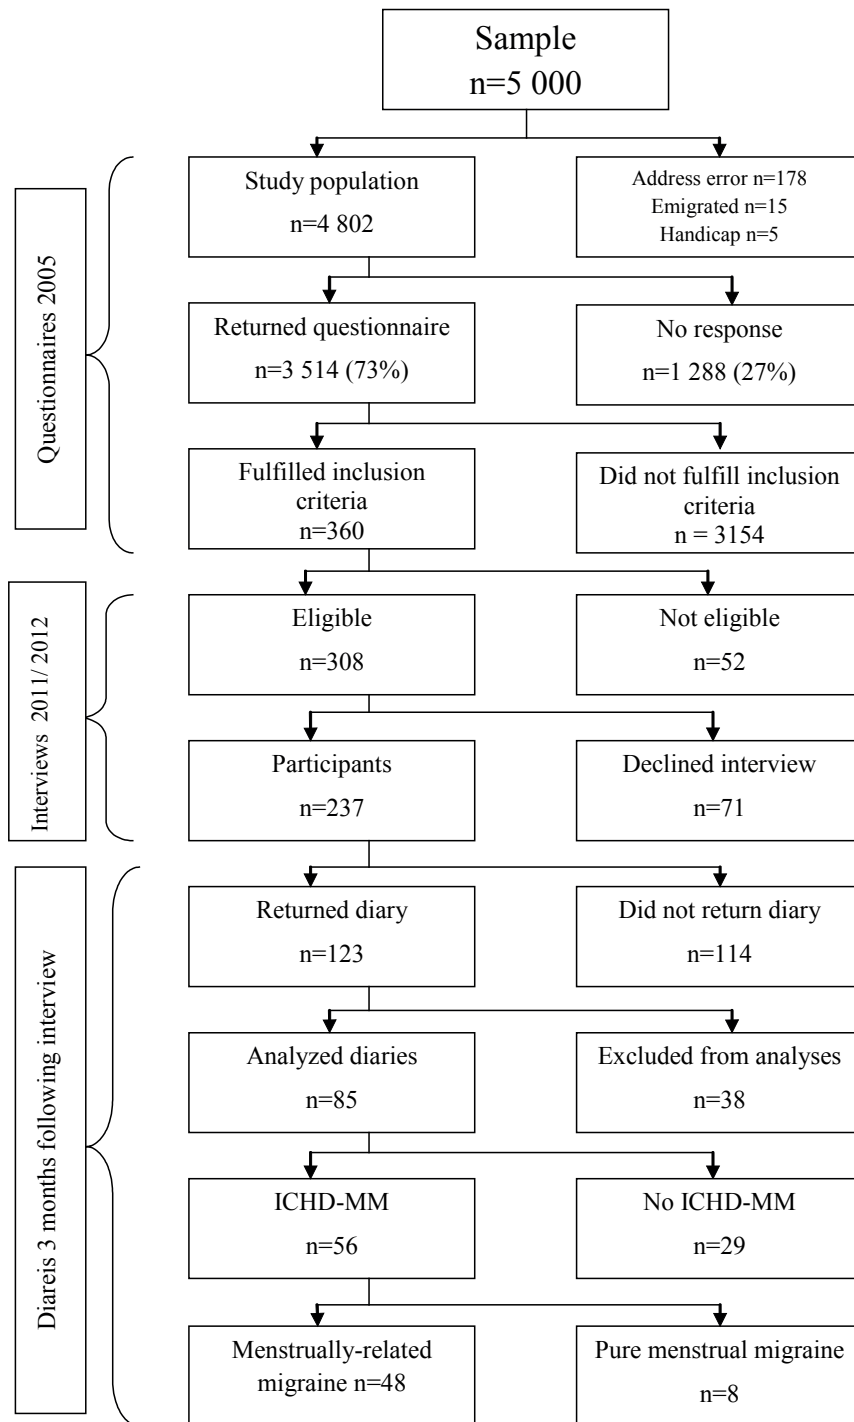 Sample
n=5 000
Study population
n=4 802
Address error n=178
Emigrated n=15
Handicap n=5
Questionnaires 2005
Returned questionnaire
n=3 514 (73%)
No response
n=1 288 (27%)
Fulfilled inclusion
criteria
n=360
Did not fulfill inclusion
criteria
n = 3154
Interviews 2011/ 2012
Eligible
n=308
Not eligible
n=52
Participants
n=237
Declined interview
n=71
Diareis 3 months following interview
Returned diary
n=123
Did not return diary
n=114
Analyzed diaries
n=85
Excluded from analyses
n=38
ICHD-MM
n=56
No ICHD-MM
n=29
Menstrually-related
migraine n=48
Pure menstrual migraine
n=8